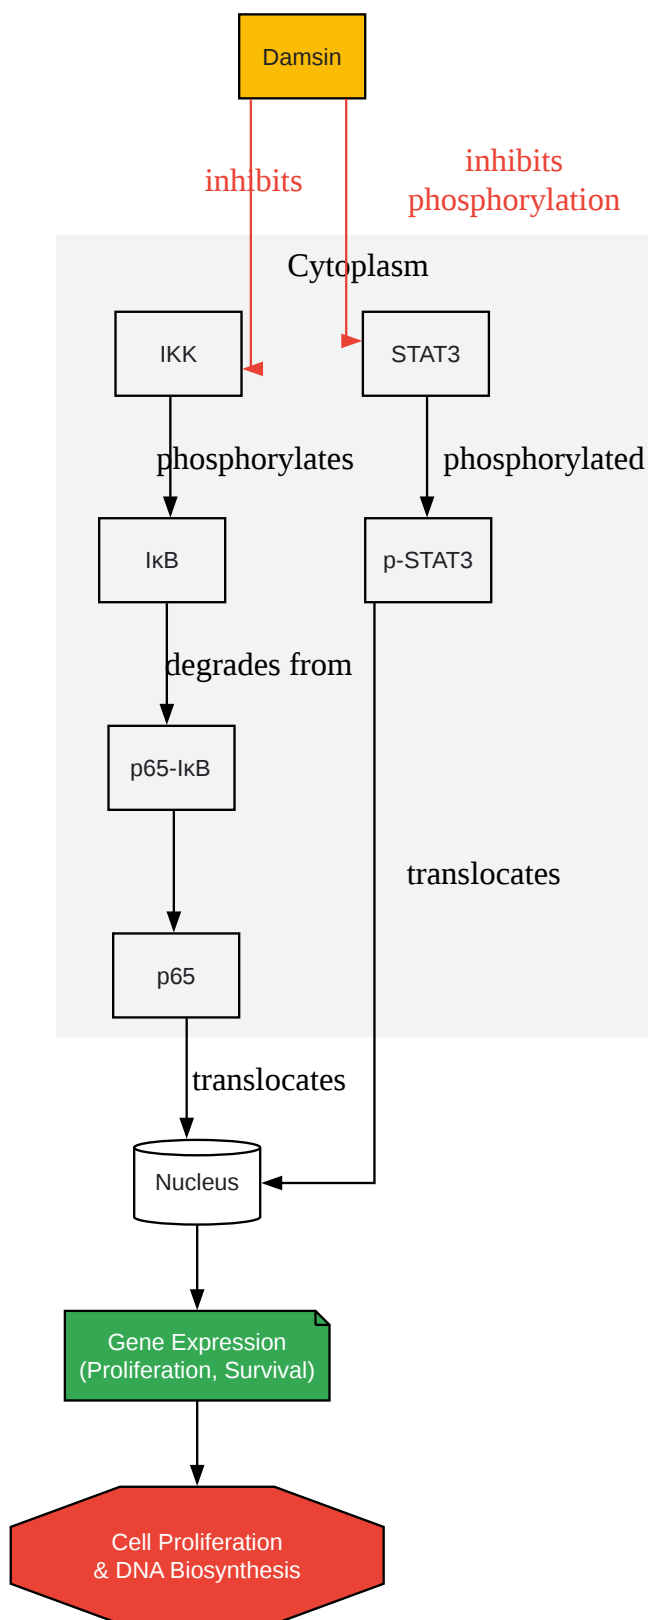 Damsin
inhibits
inhibits
phosphorylation
Cytoplasm
IKK
STAT3
phosphorylates
phosphorylated
IκB
p-STAT3
degrades from
p65-IκB
translocates
p65
translocates
Nucleus
Gene Expression
(Proliferation, Survival)
Cell Proliferation
& DNA Biosynthesis